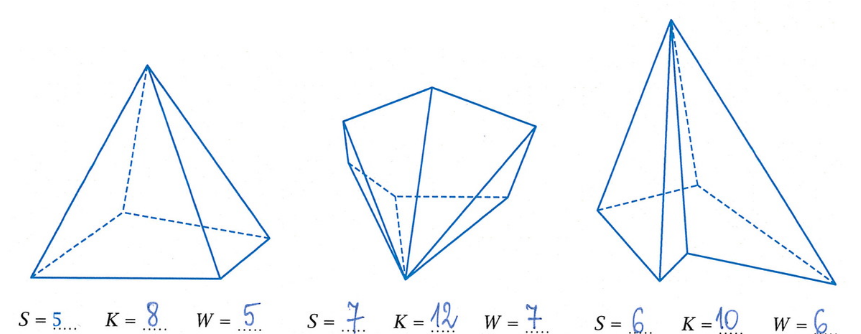 S = 5 K = 8 W = 5 S = 7 K = 12 W = 7 S = 6 K = 10 W = 6